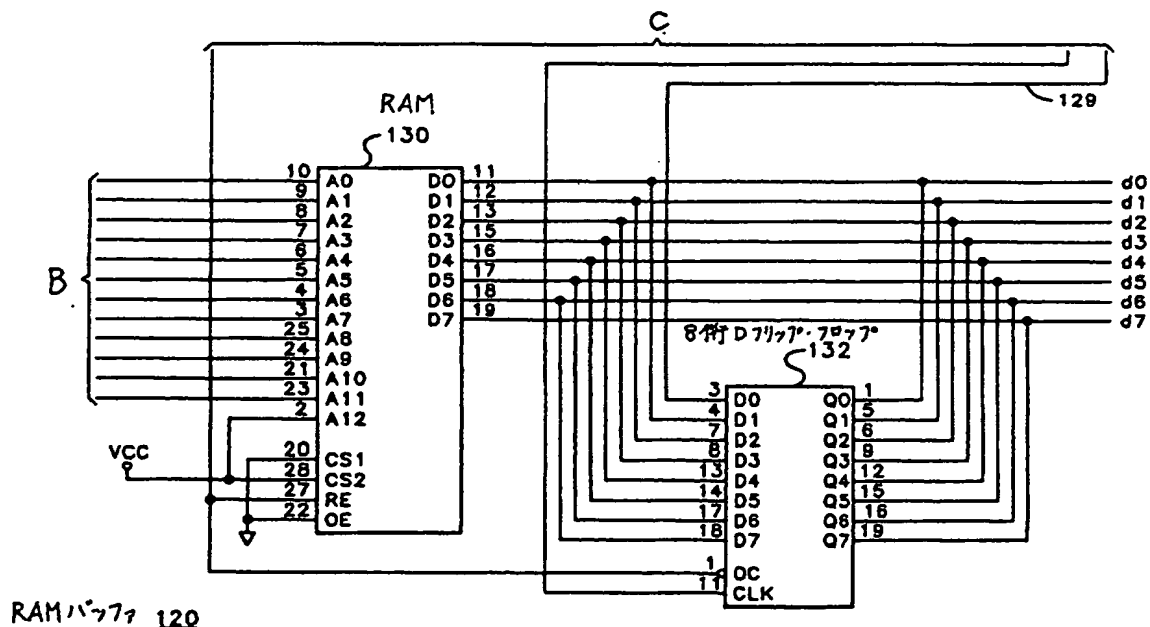 C
129
RAM
130
B
10 A0 D0 11 d0
9 A1 D1 12 d1
8 A2 D2 13 d2
7 A3 D3 15 d3
6 A4 D4 16 d4
5 A5 D5 17 d5
4 A6 D6 18 d6
3 A7 D7 19 d7
25 A8
24 A9
21 A10
23 A11
2 A12
VCC
20 CS1
28 CS2
27 RE
22 OE
8桁Dフリップ・フロップ
132
3 D0 Q0 1
4 D1 Q1 5
7 D2 Q2 6
8 D3 Q3 9
13 D4 Q4 12
14 D5 Q5 15
17 D6 Q6 16
18 D7 Q7 19
1 OC
11 CLK
RAMバッファ 120